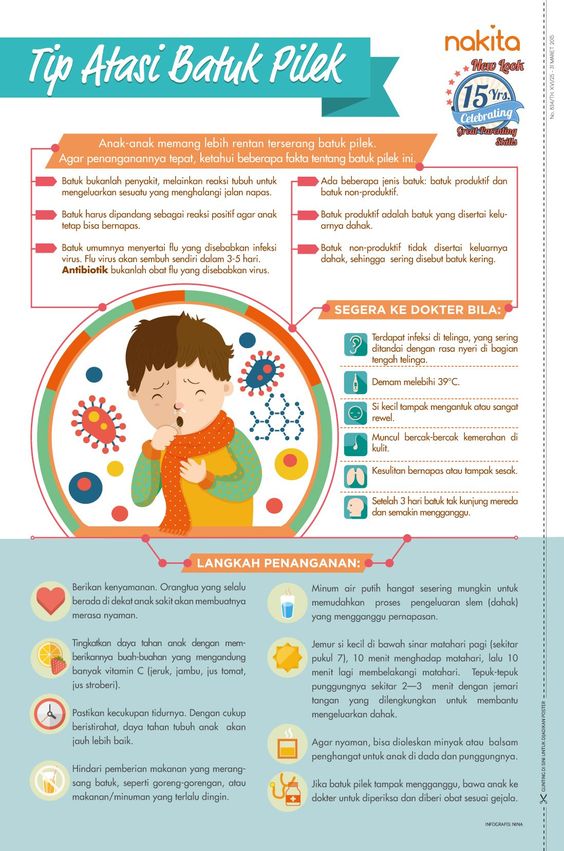 Tip Atasi Batuk Pilek
nakita
New Look
15 Yrs.
Celebrating
Great Parenting
Skills
No. 834/TH. XVI/25 - 31 MARET 2015
Anak-anak memang lebih rentan terserang batuk pilek.
Agar penanganannya tepat, ketahui beberapa fakta tentang batuk pilek ini.
Batuk bukanlah penyakit, melainkan reaksi tubuh untuk
mengeluarkan sesuatu yang menghalangi jalan napas.
Batuk harus dipandang sebagai reaksi positif agar anak
tetap bisa bernapas.
Batuk umumnya menyertai flu yang disebabkan infeksi
virus. Flu virus akan sembuh sendiri dalam 3-5 hari.
Antibiotik bukanlah obat flu yang disebabkan virus.
Ada beberapa jenis batuk: batuk produktif dan
batuk non-produktif.
Batuk produktif adalah batuk yang disertai kelu-
arnya dahak.
Batuk non-produktif tidak disertai keluarnya
dahak, sehingga sering disebut batuk kering.
SEGERA KE DOKTER BILA:
Terdapat infeksi di telinga, yang sering
ditandai dengan rasa nyeri di bagian
tengah telinga.
Demam melebihi 39°C.
Si kecil tampak mengantuk atau sangat
rewel.
Muncul bercak-bercak kemerahan di
kulit.
Kesulitan bernapas atau tampak sesak.
Setelah 3 hari batuk tak kunjung mereda
dan semakin mengganggu.
LANGKAH PENANGANAN:
Berikan kenyamanan. Orangtua yang selalu
berada di dekat anak sakit akan membuatnya
merasa nyaman.
Tingkatkan daya tahan anak dengan mem-
berikannya buah-buahan yang mengandung
banyak vitamin C (jeruk, jambu, jus tomat,
jus stroberi).
Pastikan kecukupan tidurnya. Dengan cukup
beristirahat, daya tahan tubuh anak akan
jauh lebih baik.
Hindari pemberian makanan yang merang-
sang batuk, seperti goreng-gorengan, atau
makanan/minuman yang terlalu dingin.
Minum air putih hangat sesering mungkin untuk
memudahkan proses pengeluaran slem (dahak)
yang mengganggu pernapasan.
Jemur si kecil di bawah sinar matahari pagi (sekitar
pukul 7), 10 menit menghadap matahari, lalu 10
menit lagi membelakangi matahari. Tepuk-tepuk
punggungnya sekitar 2—3 menit dengan jemari
tangan yang dilengkungkan untuk membantu
mengeluarkan dahak.
Agar nyaman, bisa dioleskan minyak atau balsam
penghangat untuk anak di dada dan punggungnya.
Jika batuk pilek tampak mengganggu, bawa anak ke
dokter untuk diperiksa dan diberi obat sesuai gejala.
GUNTING DI SINI UNTUK DIJADIKAN POSTER
INFOGRAFIS: NINA